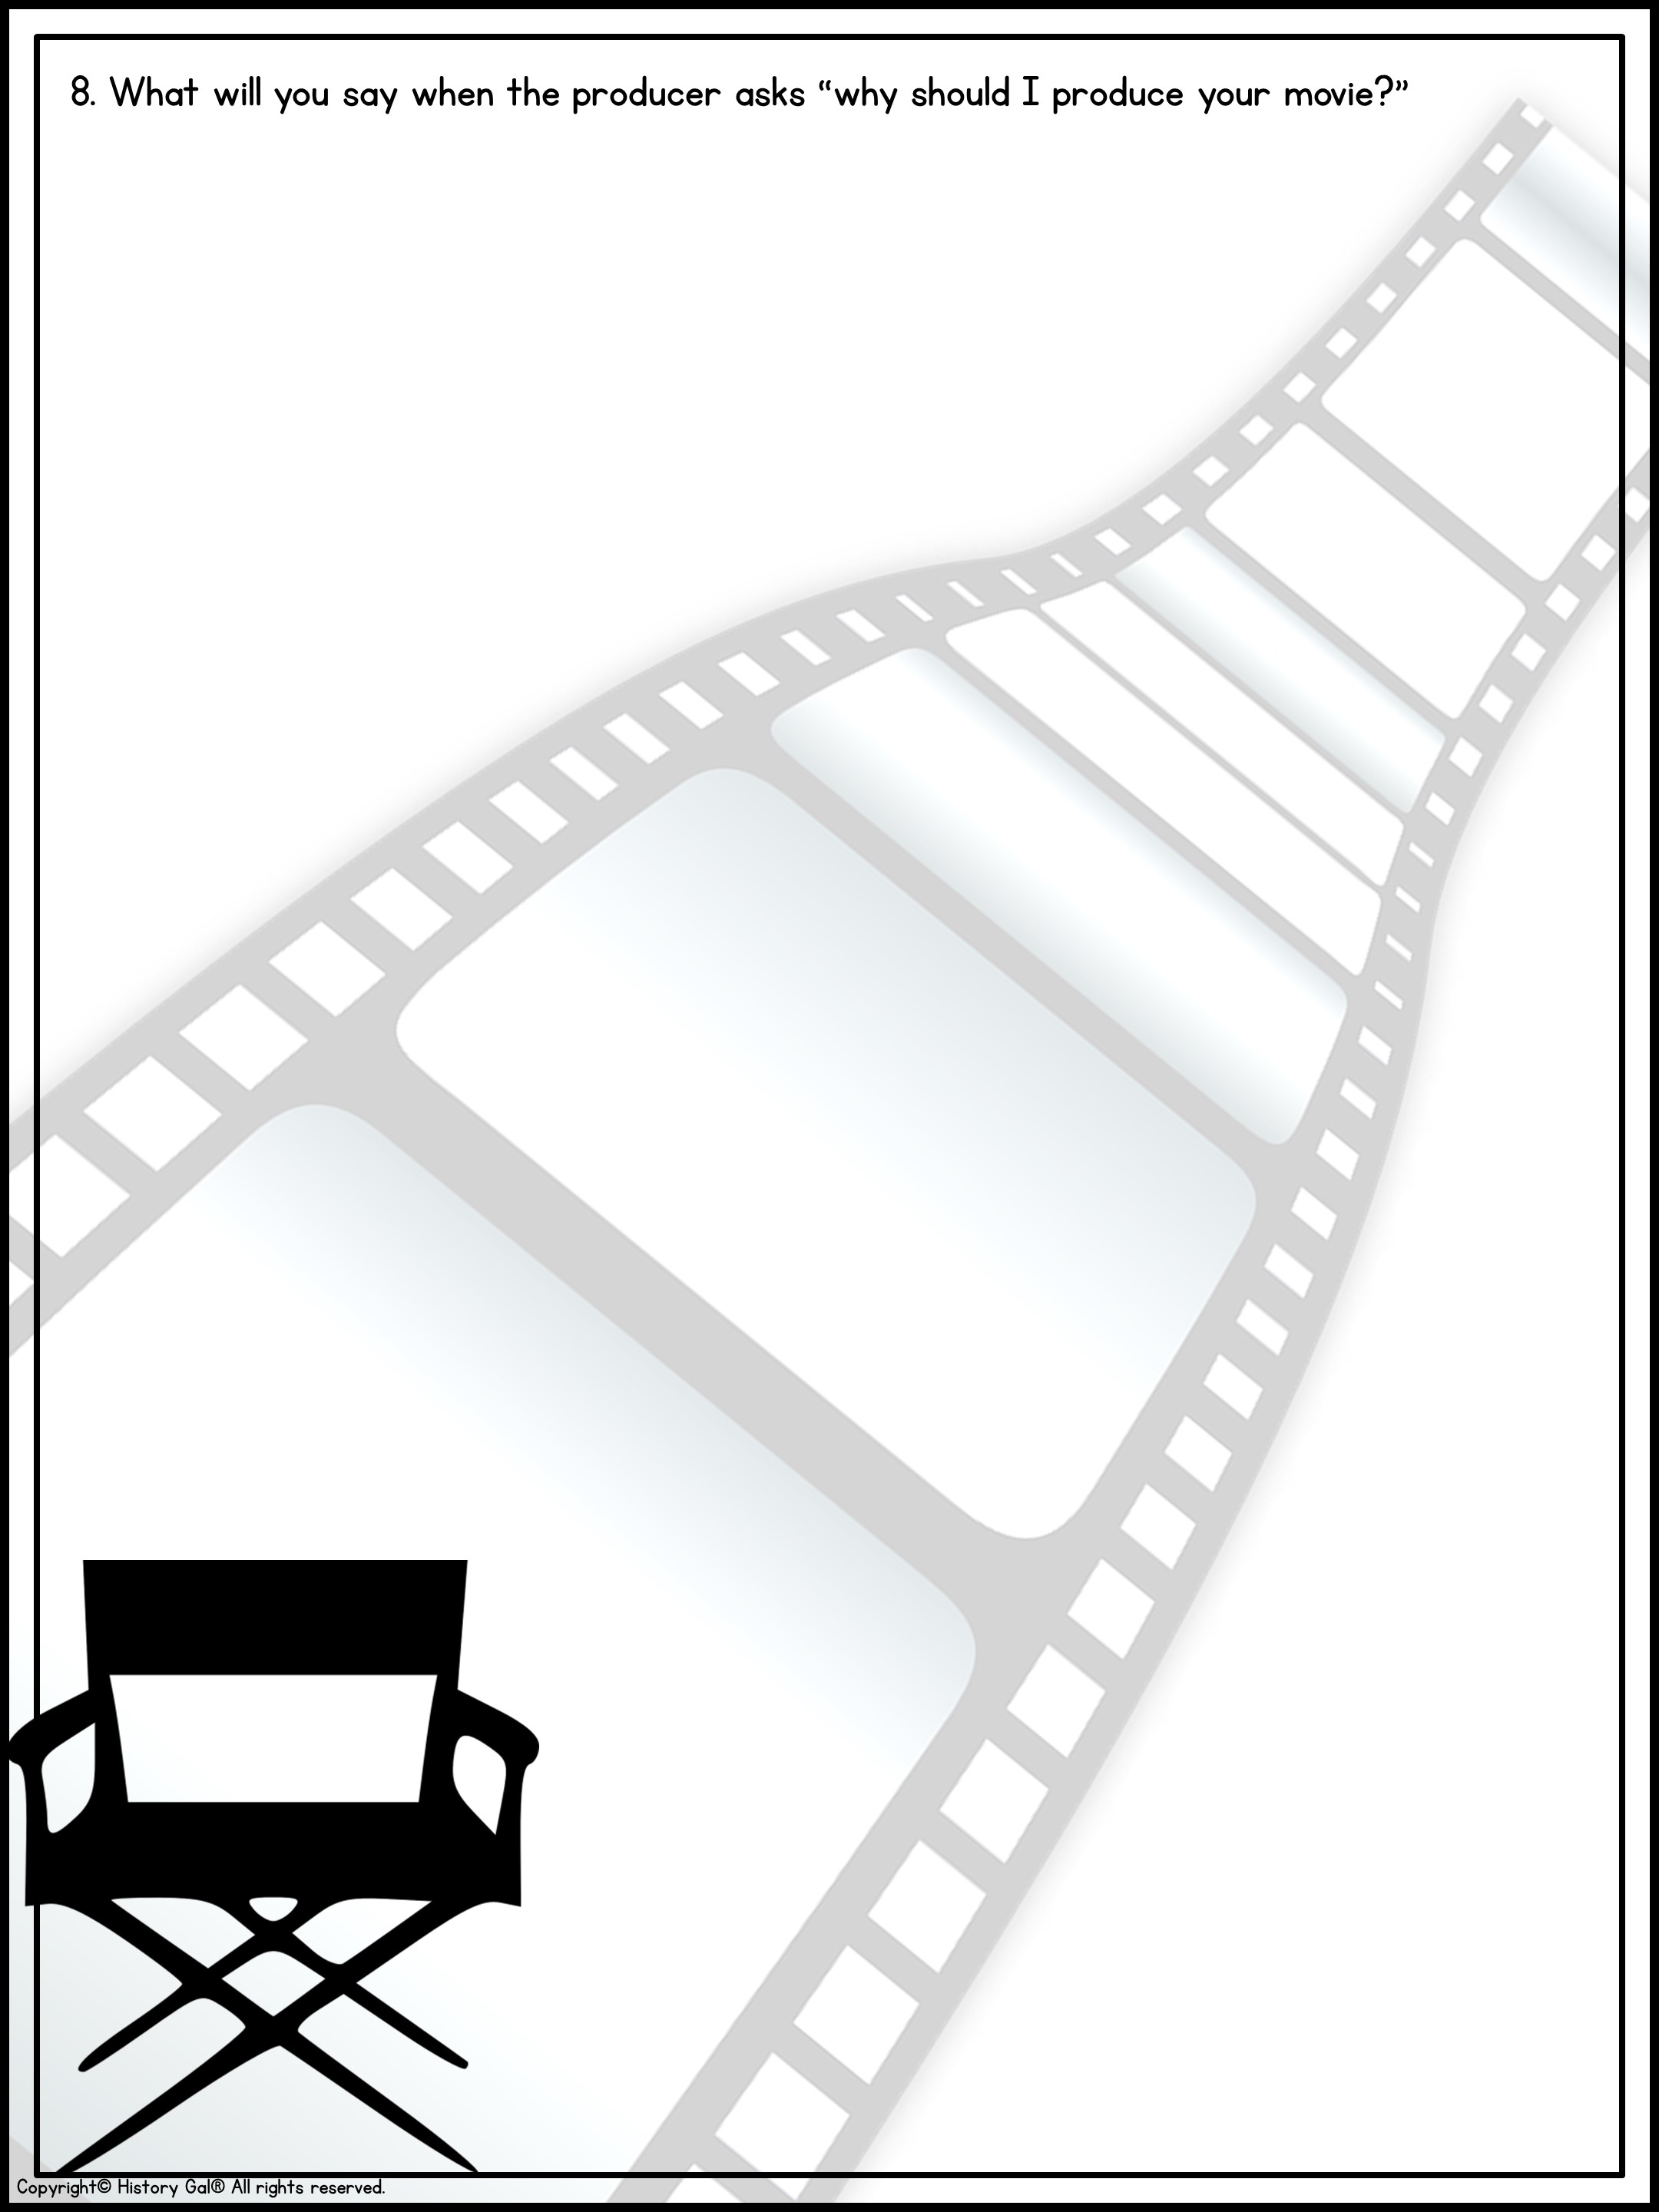 8. What will you say when the producer asks “why should I produce your movie?”
Copyright© History Gal® All rights reserved.